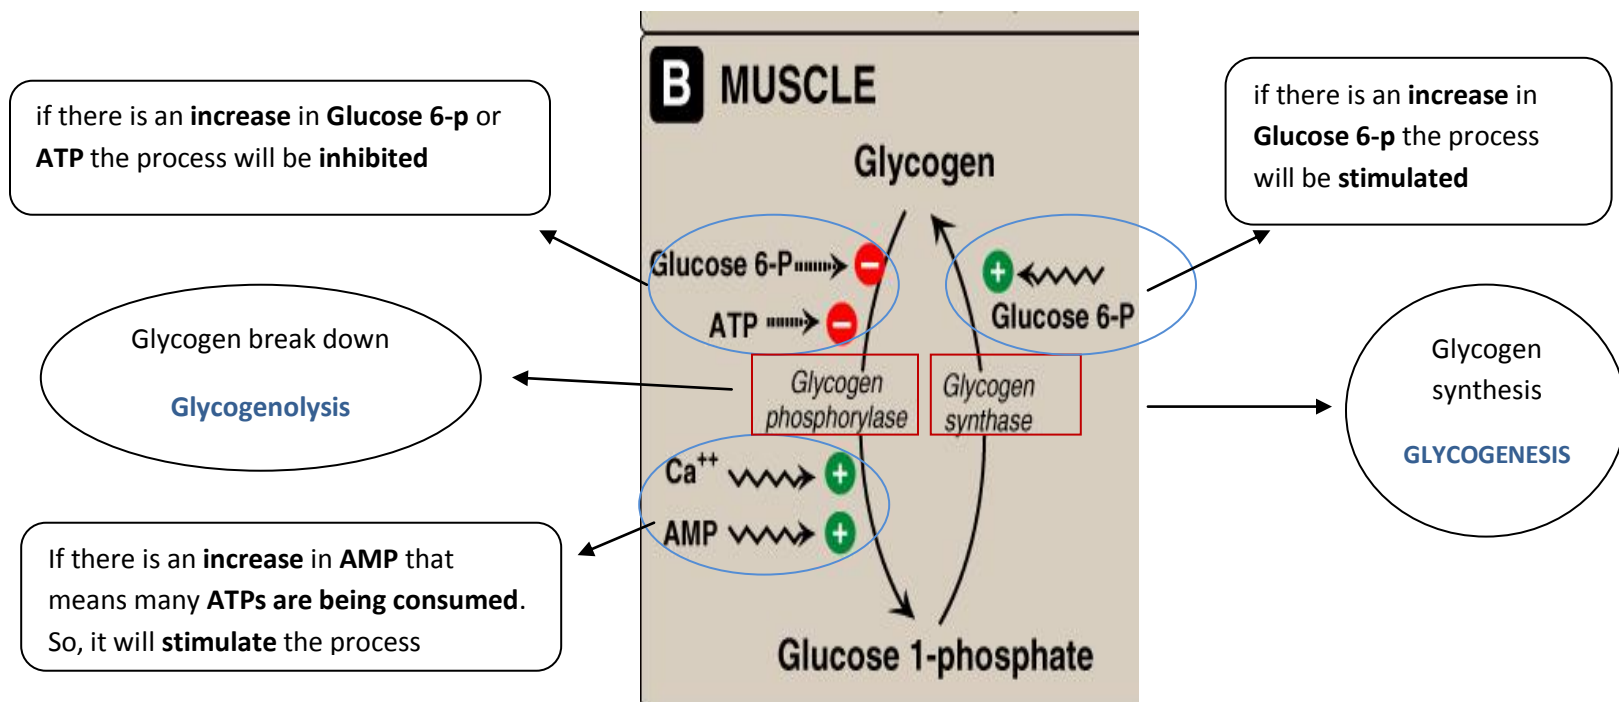 B MUSCLE
if there is an increase in Glucose 6-p or
ATP the process will be inhibited
if there is an increase in
Glucose 6-p the process
will be stimulated
Glycogen
Glucose 6-P
ATP
Glucose 6-P
Glycogen break down
Glycogenolysis
Glycogen
phosphorylase
Glycogen
synthase
Glycogen
synthesis
GLYCOGENESIS
Ca++
AMP
If there is an increase in AMP that
means many ATPs are being consumed.
So, it will stimulate the process
Glucose 1-phosphate